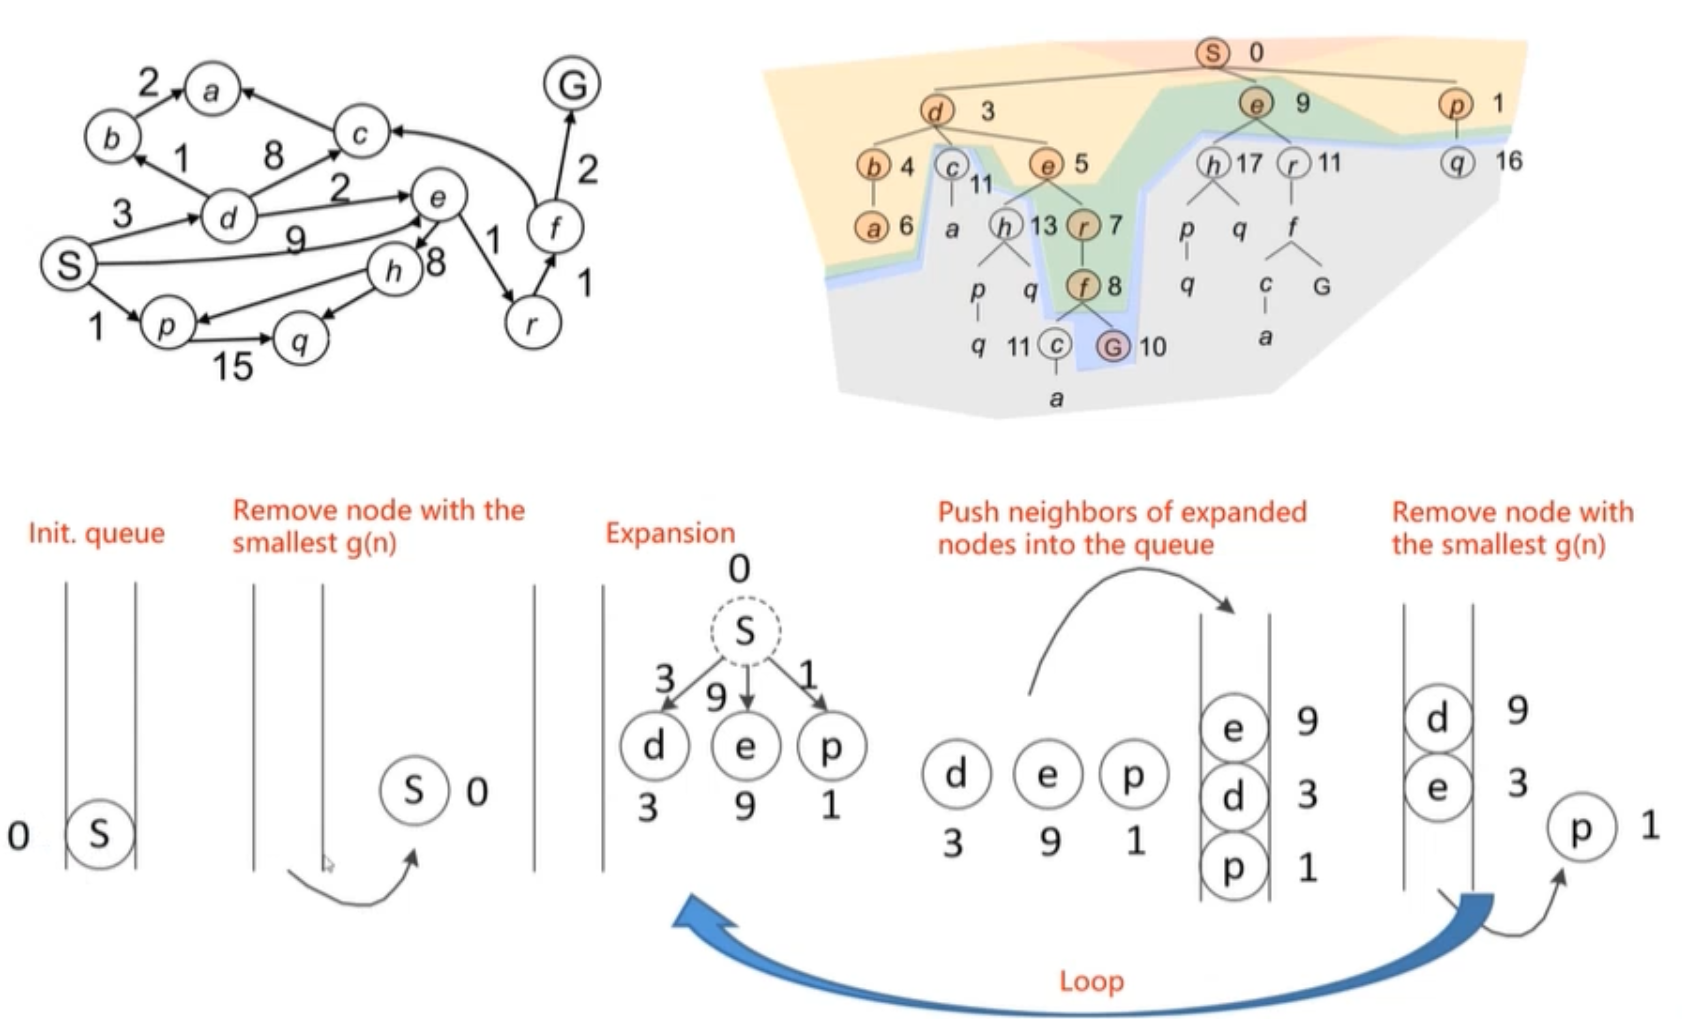 2
a
G
b
c
1
8
2
2
e
3
d
f
9
1
S
h
8
1
1
p
q
r
15
S 0
d 3
e 9
p 1
b 4
c 11
e 5
h 17
r 11
q 16
a 6
a
h 13
r 7
p
q
f
p
q
f 8
q
c
G
q
11 c
G 10
a
a
Init. queue
Remove node with the
smallest g(n)
Expansion
Push neighbors of expanded
nodes into the queue
Remove node with
the smallest g(n)
0 S
S 0
0
S
3
9
1
d e p
3 9 1
d e p
3 9 1
e 9
d 3
p 1
d 9
e 3
p 1
Loop